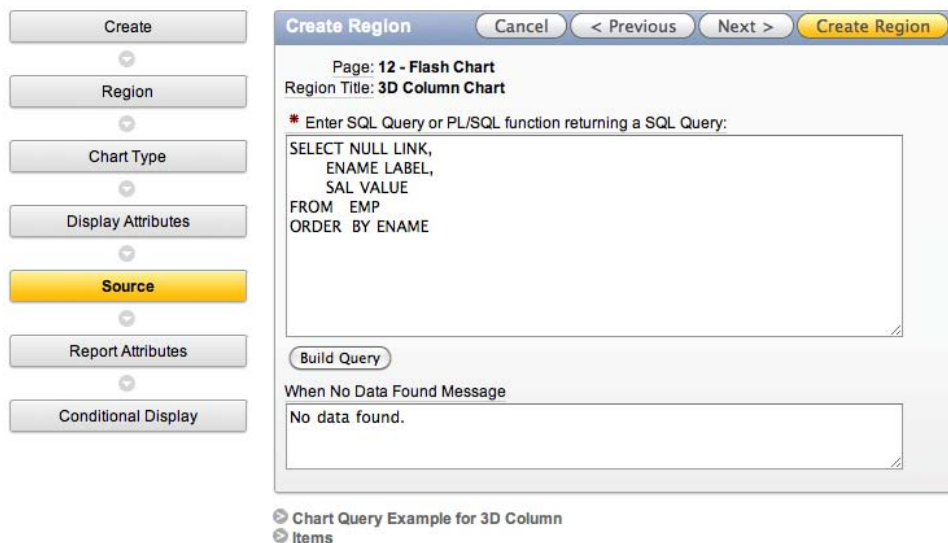 Create
Region
Chart Type
Display Attributes
Source
Report Attributes
Conditional Display
Create Region Cancel < Previous Next > Create Region
Page: 12 - Flash Chart
Region Title: 3D Column Chart
* Enter SQL Query or PL/SQL function returning a SQL Query:
SELECT NULL LINK,
ENAME LABEL,
SAL VALUE
FROM EMP
ORDER BY ENAME
Build Query
When No Data Found Message
No data found.
Chart Query Example for 3D Column
Items